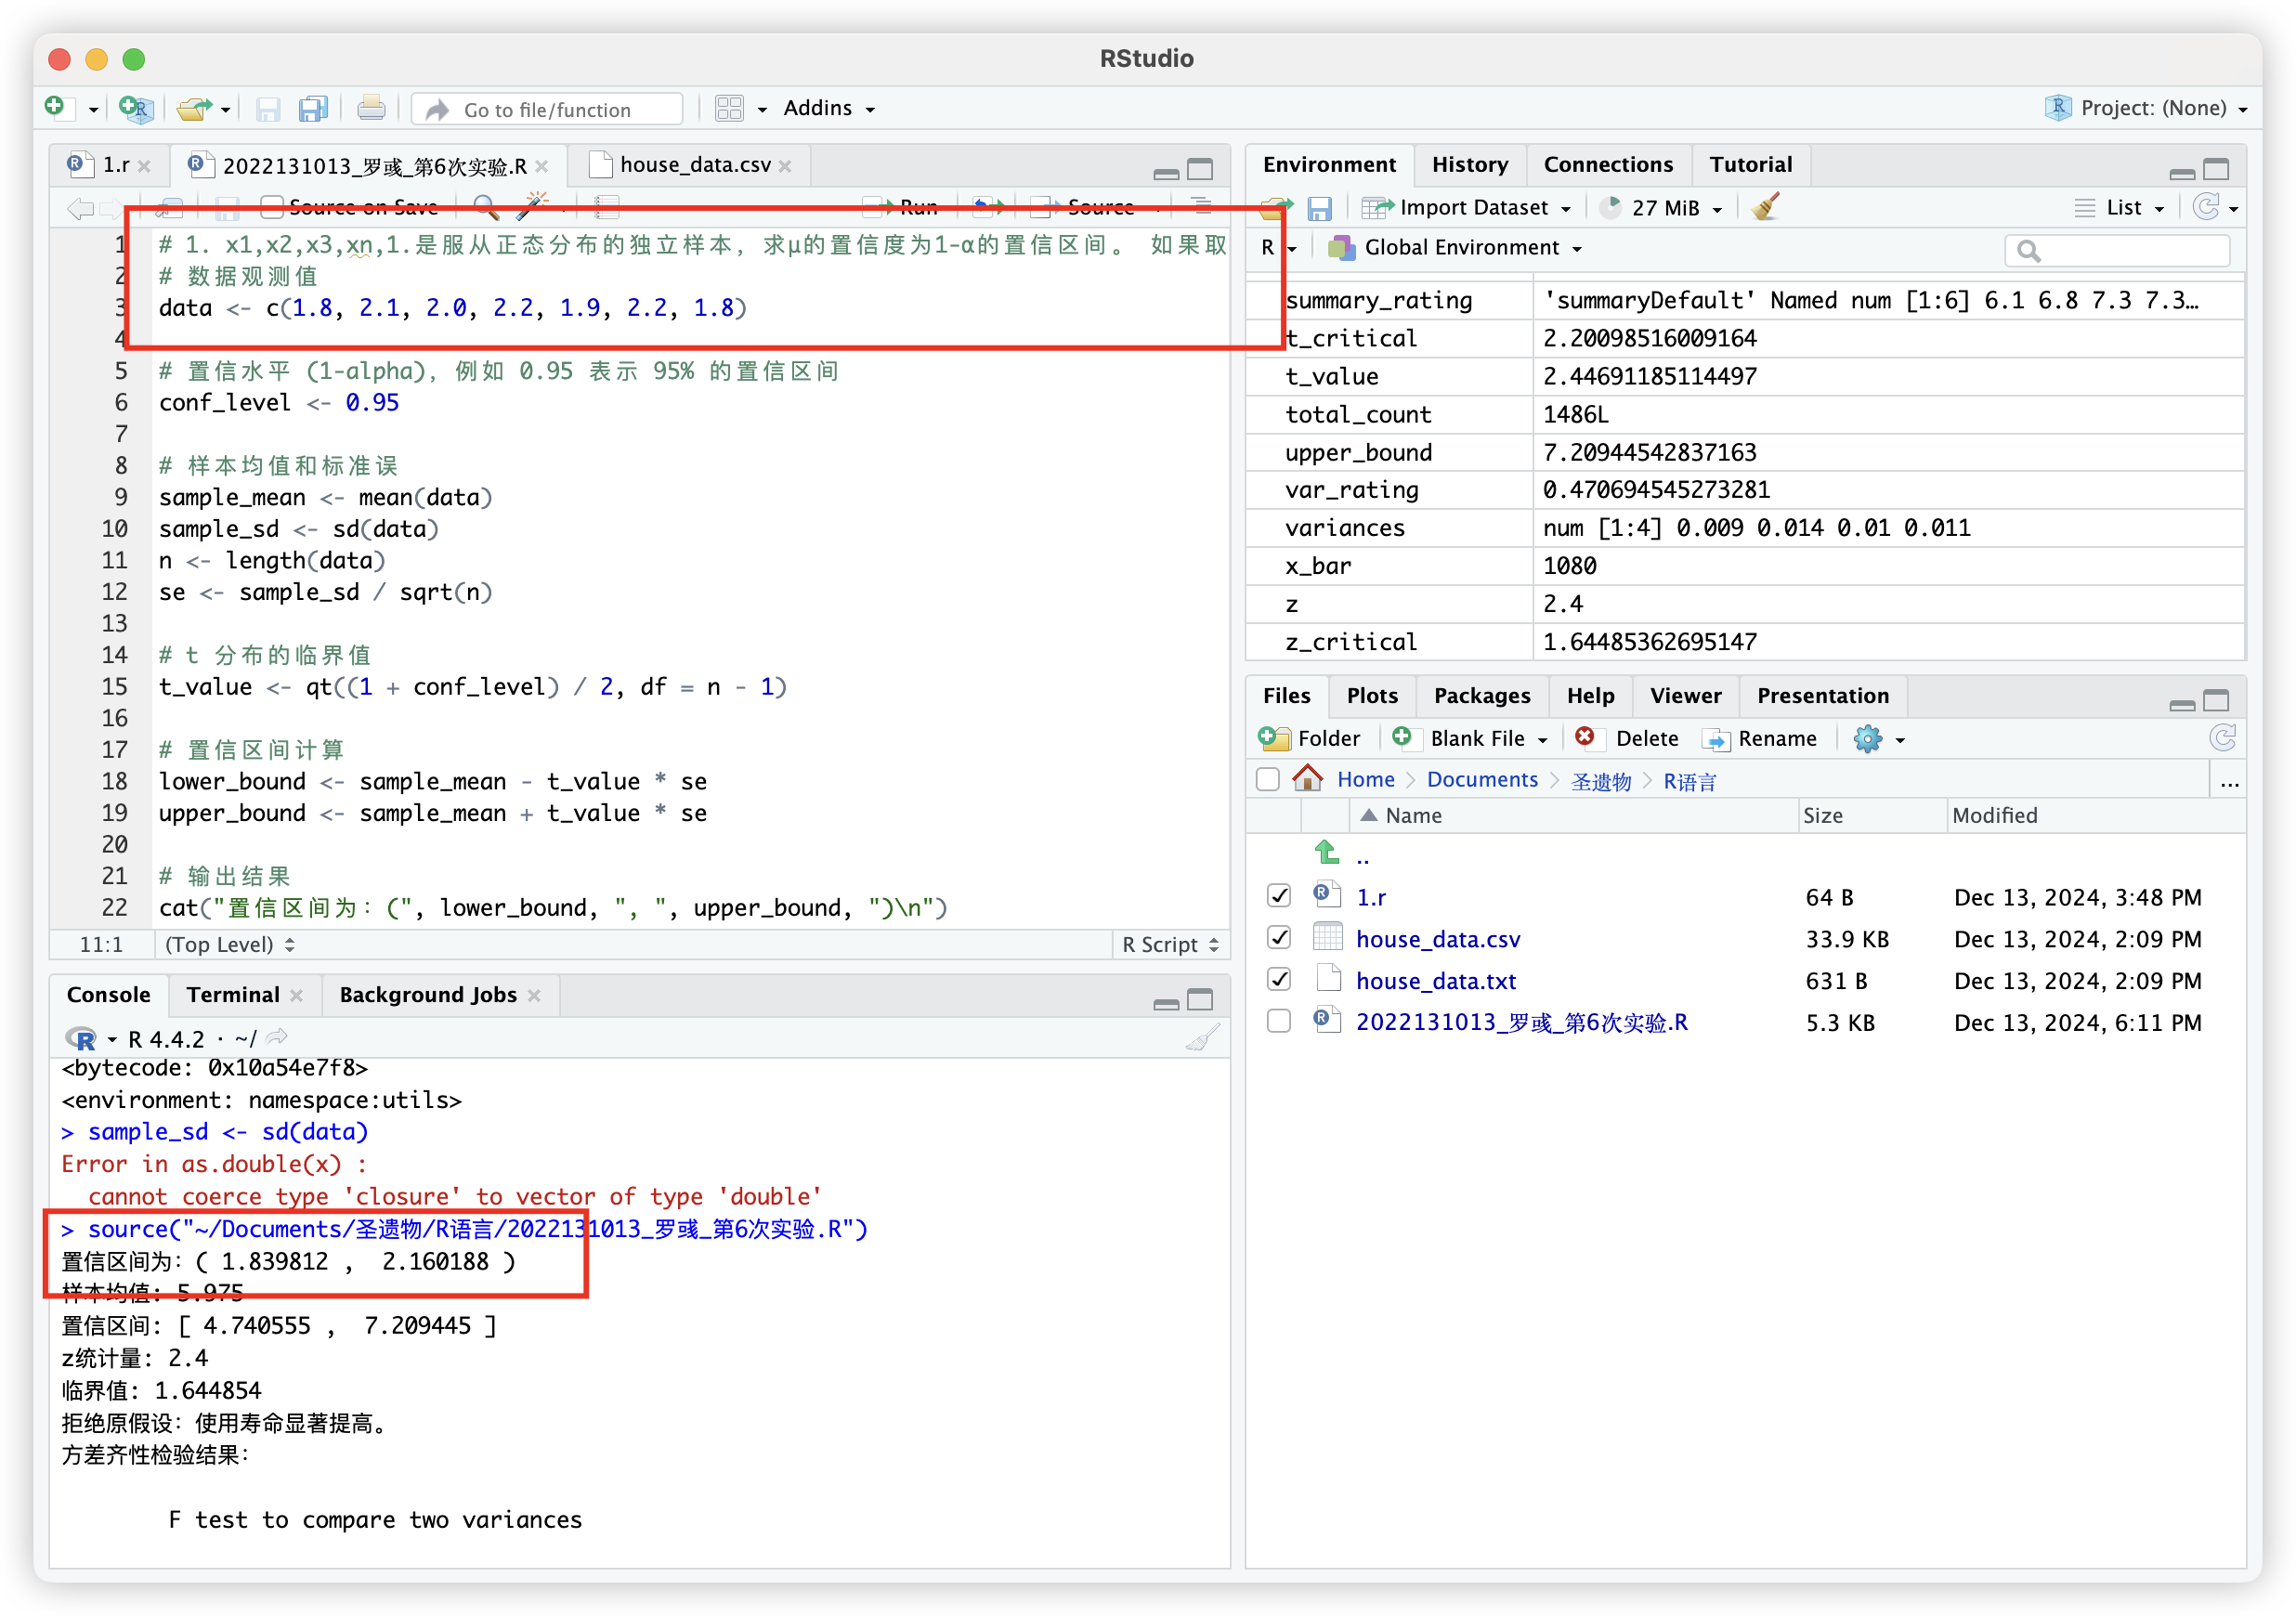 RStudio
Go to file/function
Addins
Project: (None)
1.r
2022131013_罗彧_第6次实验.R
house_data.csv
Source on Save
Run
Source
1 # 1. x1,x2,x3,xn,1.是服从正态分布的独立样本，求μ的置信度为1-α的置信区间。 如果取
2 # 数据观测值
3 data <- c(1.8, 2.1, 2.0, 2.2, 1.9, 2.2, 1.8)
4
5 # 置信水平 (1-alpha)，例如 0.95 表示 95% 的置信区间
6 conf_level <- 0.95
7
8 # 样本均值和标准误
9 sample_mean <- mean(data)
10 sample_sd <- sd(data)
11 n <- length(data)
12 se <- sample_sd / sqrt(n)
13
14 # t 分布的临界值
15 t_value <- qt((1 + conf_level) / 2, df = n - 1)
16
17 # 置信区间计算
18 lower_bound <- sample_mean - t_value * se
19 upper_bound <- sample_mean + t_value * se
20
21 # 输出结果
22 cat("置信区间为：(", lower_bound, ", ", upper_bound, ")\n")
11:1 (Top Level) R Script
Console Terminal Background Jobs
R 4.4.2 · ~/
<bytecode: 0x10a54e7f8>
<environment: namespace:utils>
> sample_sd <- sd(data)
Error in as.double(x) :
cannot coerce type 'closure' to vector of type 'double'
> source("~/Documents/圣遗物/R语言/2022131013_罗彧_第6次实验.R")
置信区间为：( 1.839812 ,  2.160188 )
样本均值: 5.975
置信区间: [ 4.740555 ,  7.209445 ]
z统计量: 2.4
临界值: 1.644854
拒绝原假设：使用寿命显著提高。
方差齐性检验结果：
F test to compare two variances
Environment History Connections Tutorial
Import Dataset 27 MiB List
R Global Environment
summary_rating 'summaryDefault' Named num [1:6] 6.1 6.8 7.3 7.3…
t_critical 2.20098516009164
t_value 2.44691185114497
total_count 1486L
upper_bound 7.20944542837163
var_rating 0.470694545273281
variances num [1:4] 0.009 0.014 0.01 0.011
x_bar 1080
z 2.4
z_critical 1.64485362695147
Files Plots Packages Help Viewer Presentation
Folder Blank File Delete Rename
Home Documents 圣遗物 R语言 ...
Name Size Modified
..
1.r 64 B Dec 13, 2024, 3:48 PM
house_data.csv 33.9 KB Dec 13, 2024, 2:09 PM
house_data.txt 631 B Dec 13, 2024, 2:09 PM
2022131013_罗彧_第6次实验.R 5.3 KB Dec 13, 2024, 6:11 PM